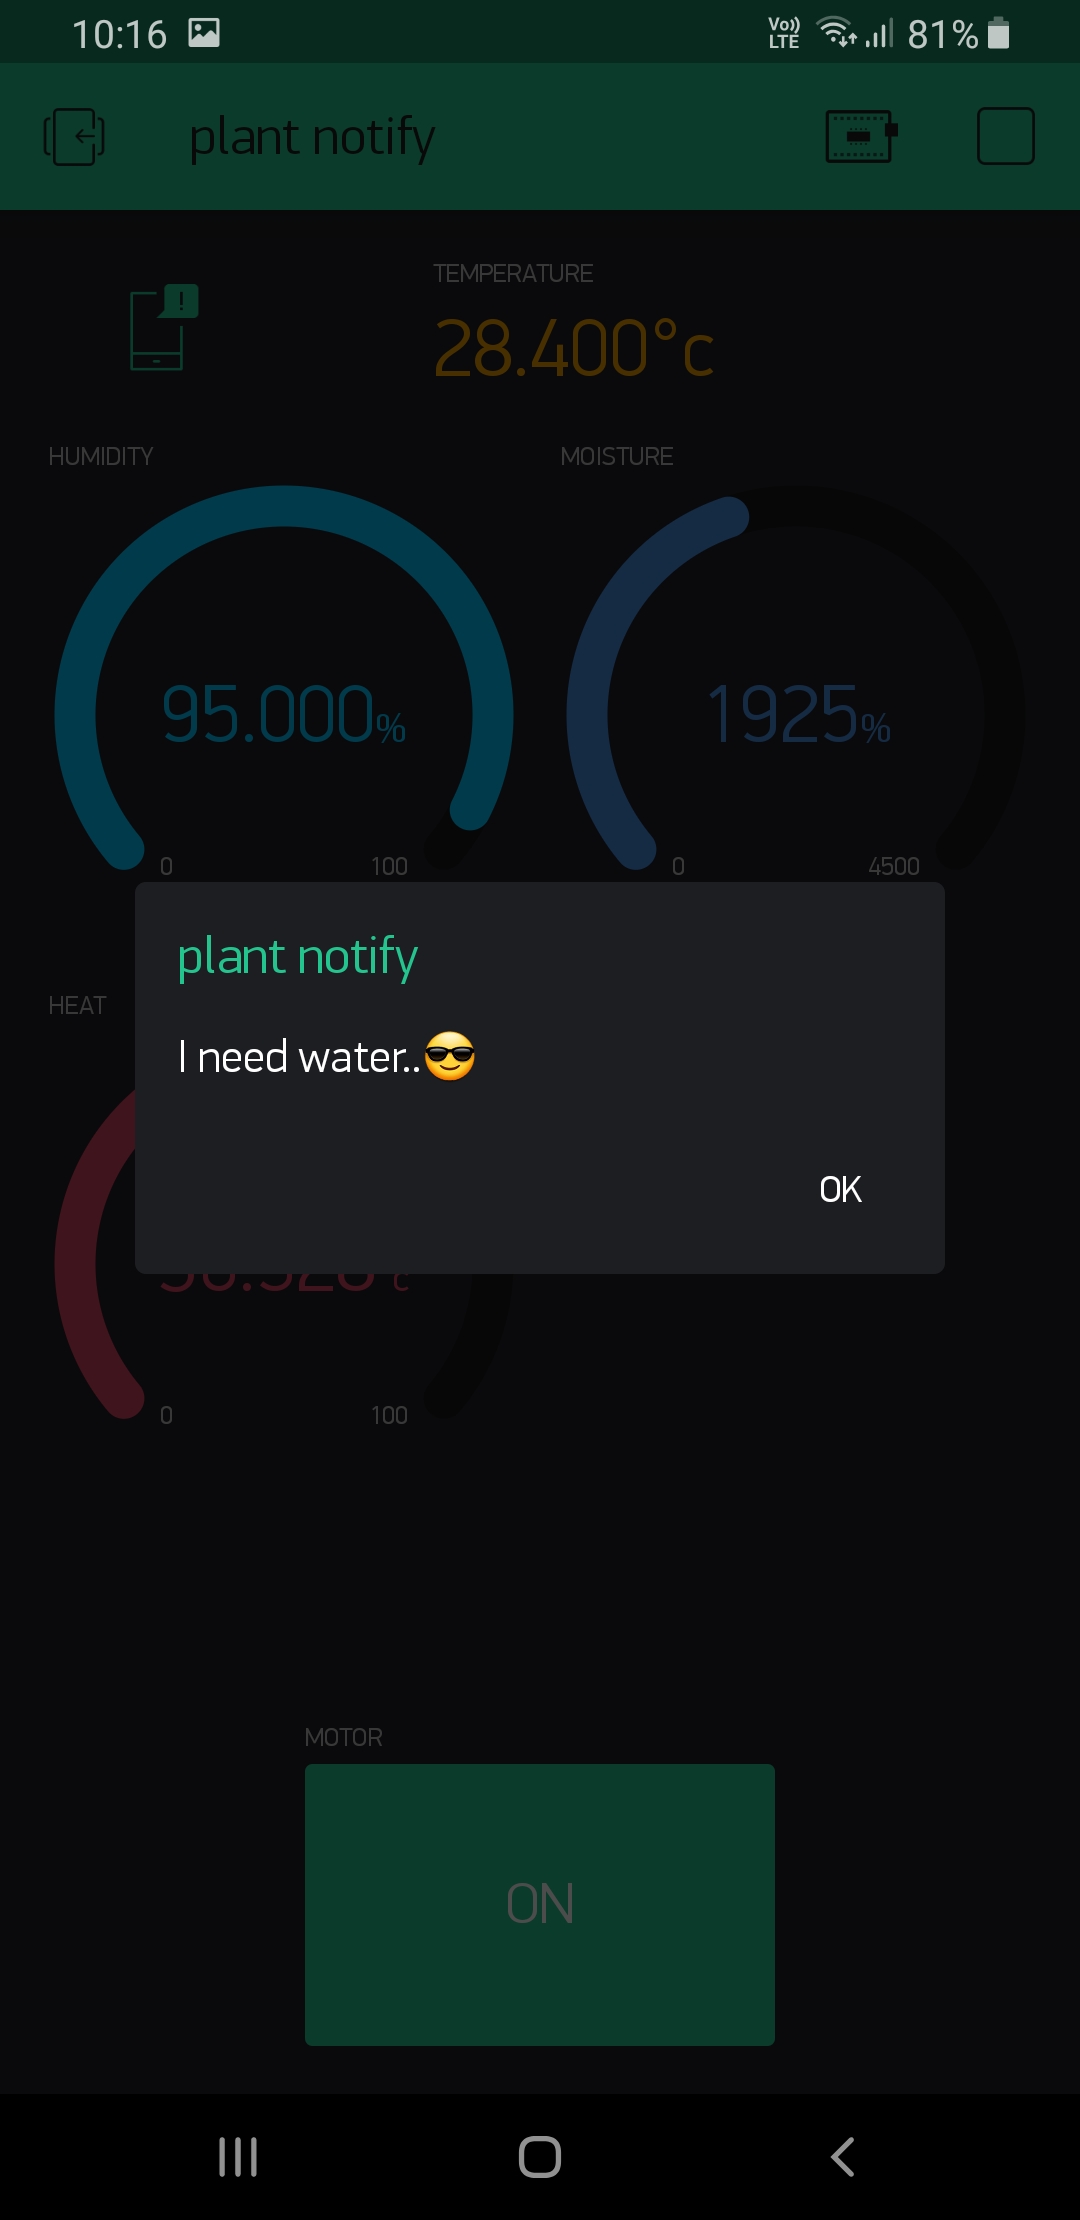 10:16 Vo)) LTE 81%
plant notify
TEMPERATURE
28.400°c
HUMIDITY MOISTURE
95.000% 1925%
0 100 0 4500
plant notify
HEAT
I need water..😎
OK
0 100
MOTOR
ON